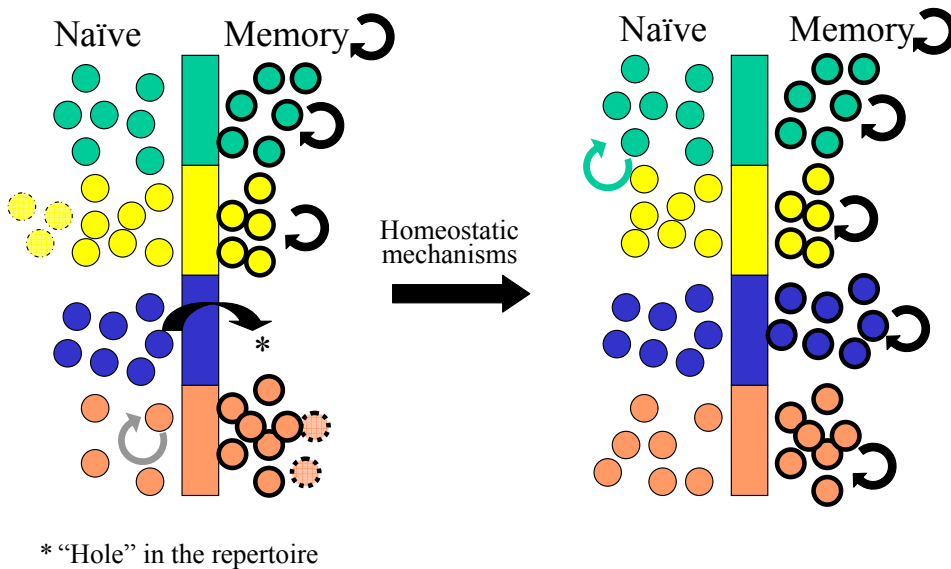 Naïve Memory
Naïve Memory
Homeostatic
mechanisms
*
* “Hole” in the repertoire